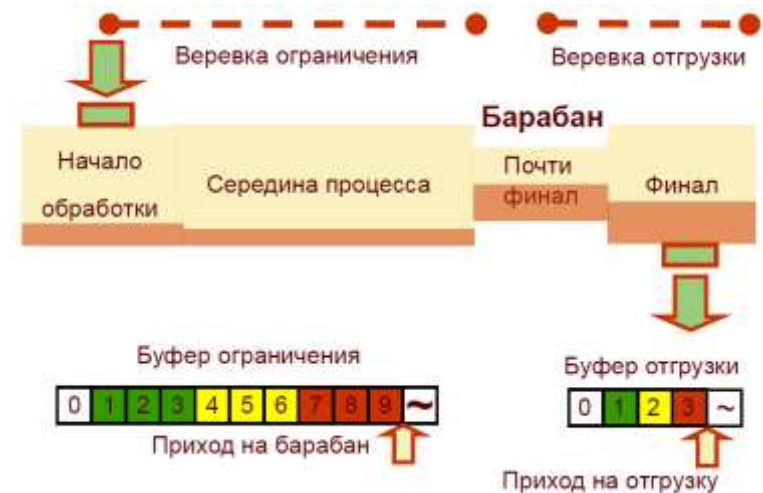 Веревка ограничения
Веревка отгрузки
Барабан
Начало
обработки
Середина процесса
Почти
финал
Финал
Буфер ограничения
0 1 2 3 4 5 6 7 8 9 ~
Приход на барабан
Буфер отгрузки
0 1 2 3 ~
Приход на отгрузку